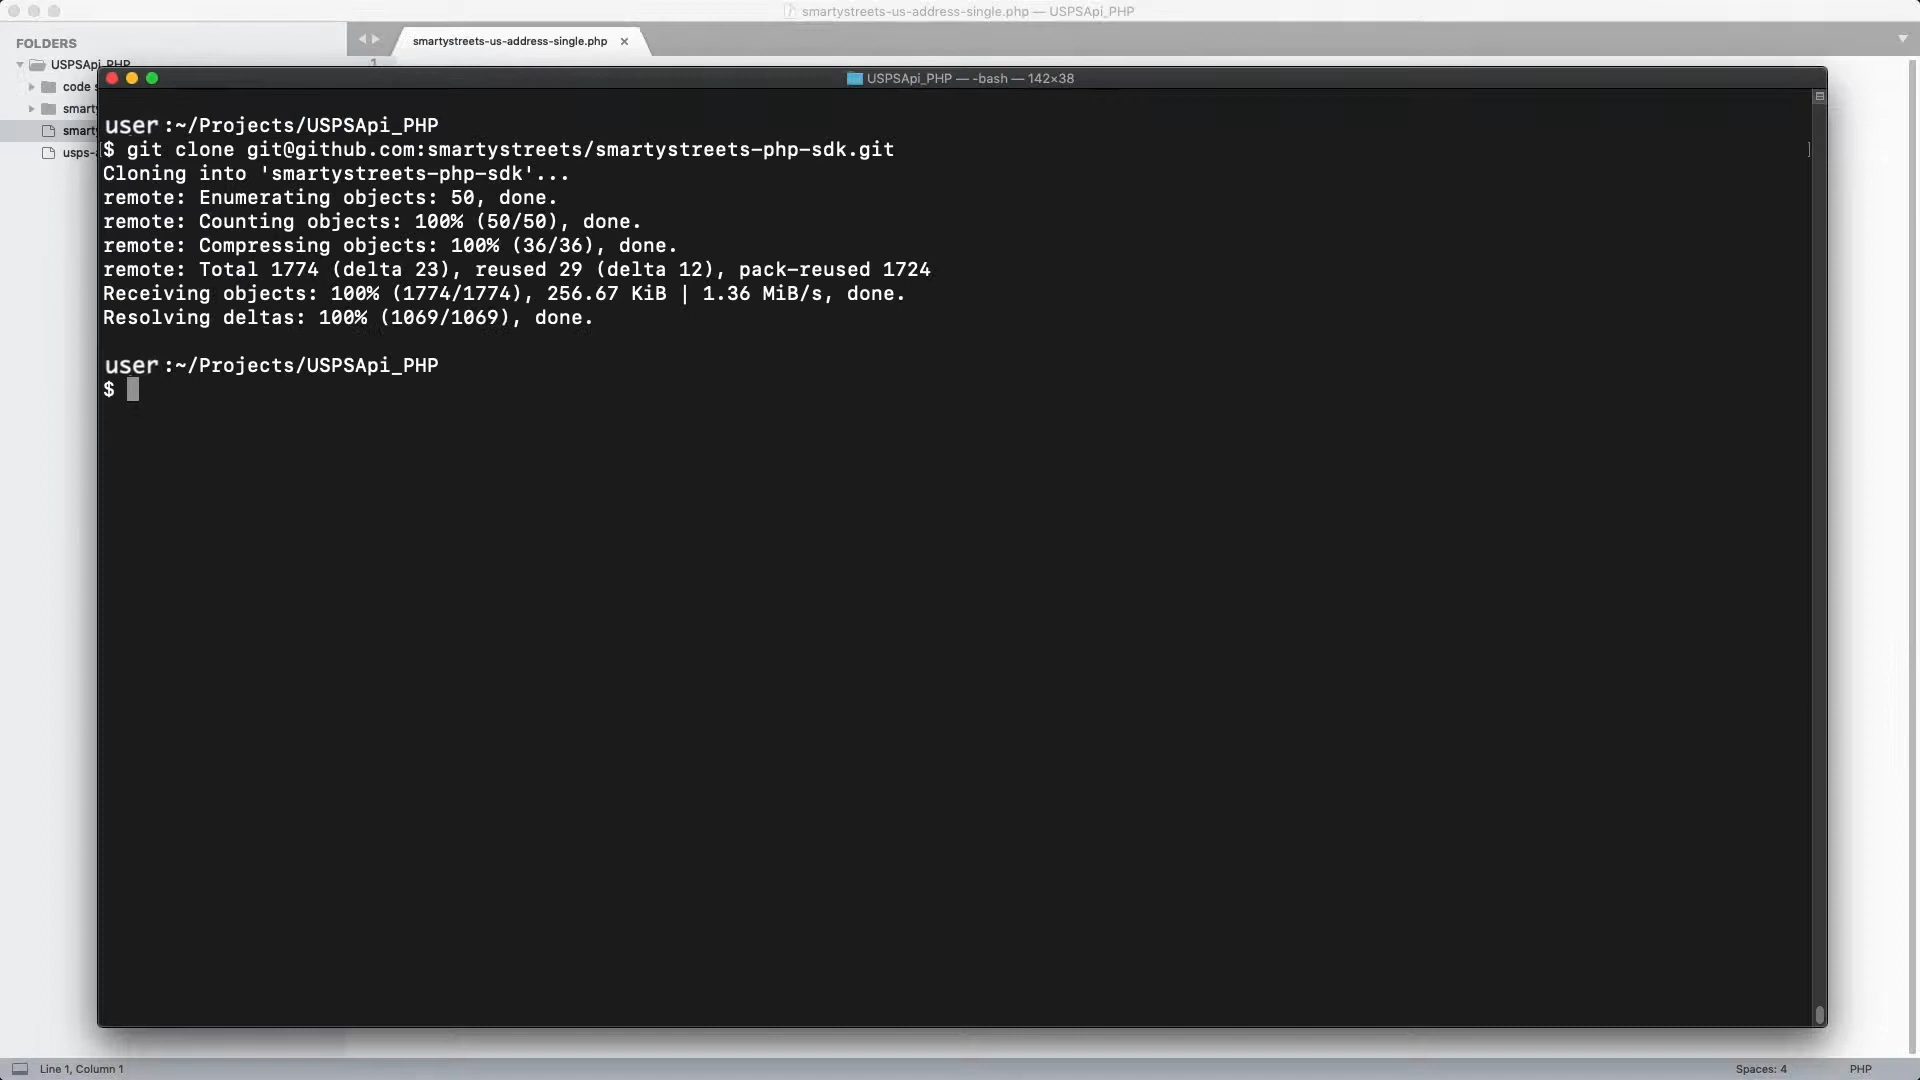 smartystreets-us-address-single.php — USPSApi_PHP
FOLDERS
smartystreets-us-address-single.php ×
USPSApi_PHP
1
code
smarty
smarty
usps-
USPSApi_PHP — -bash — 142×38
user:~/Projects/USPSApi_PHP
$ git clone git@github.com:smartystreets/smartystreets-php-sdk.git
Cloning into 'smartystreets-php-sdk'...
remote: Enumerating objects: 50, done.
remote: Counting objects: 100% (50/50), done.
remote: Compressing objects: 100% (36/36), done.
remote: Total 1774 (delta 23), reused 29 (delta 12), pack-reused 1724
Receiving objects: 100% (1774/1774), 256.67 KiB | 1.36 MiB/s, done.
Resolving deltas: 100% (1069/1069), done.
user:~/Projects/USPSApi_PHP
$
Line 1, Column 1
Spaces: 4
PHP